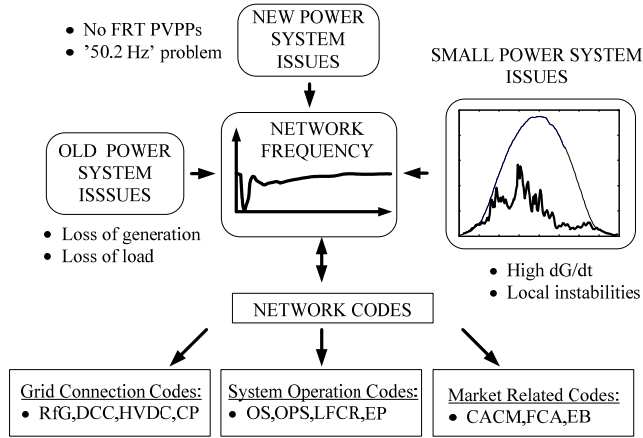 • No FRT PVPPs
• ’50.2 Hz’ problem
NEW POWER
SYSTEM
ISSUES
SMALL POWER SYSTEM
ISSUES
OLD POWER
SYSTEM
ISSSUES
NETWORK
FREQUENCY
• Loss of generation
• Loss of load
• High dG/dt
• Local instabilities
NETWORK CODES
Grid Connection Codes:
• RfG,DCC,HVDC,CP
System Operation Codes:
• OS,OPS,LFCR,EP
Market Related Codes:
• CACM,FCA,EB